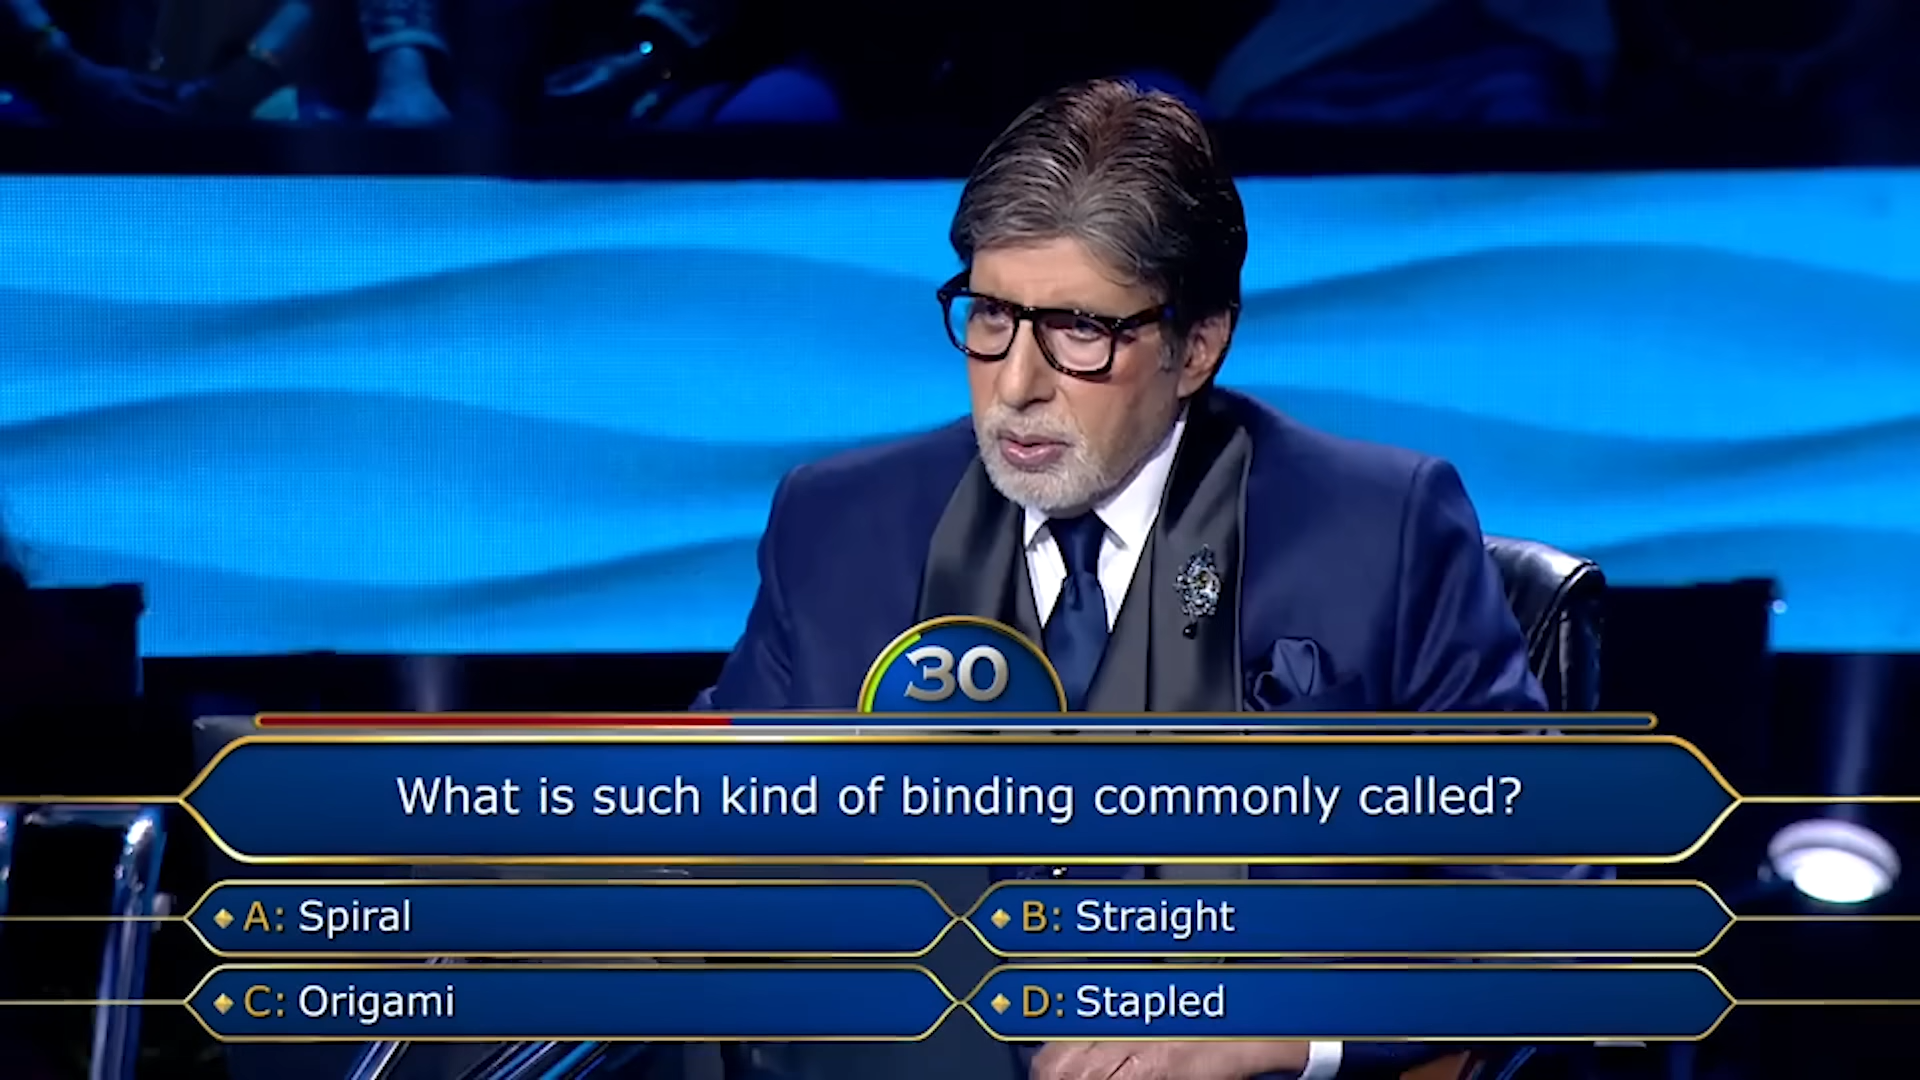 30
What is such kind of binding commonly called?
A: Spiral
B: Straight
C: Origami
D: Stapled